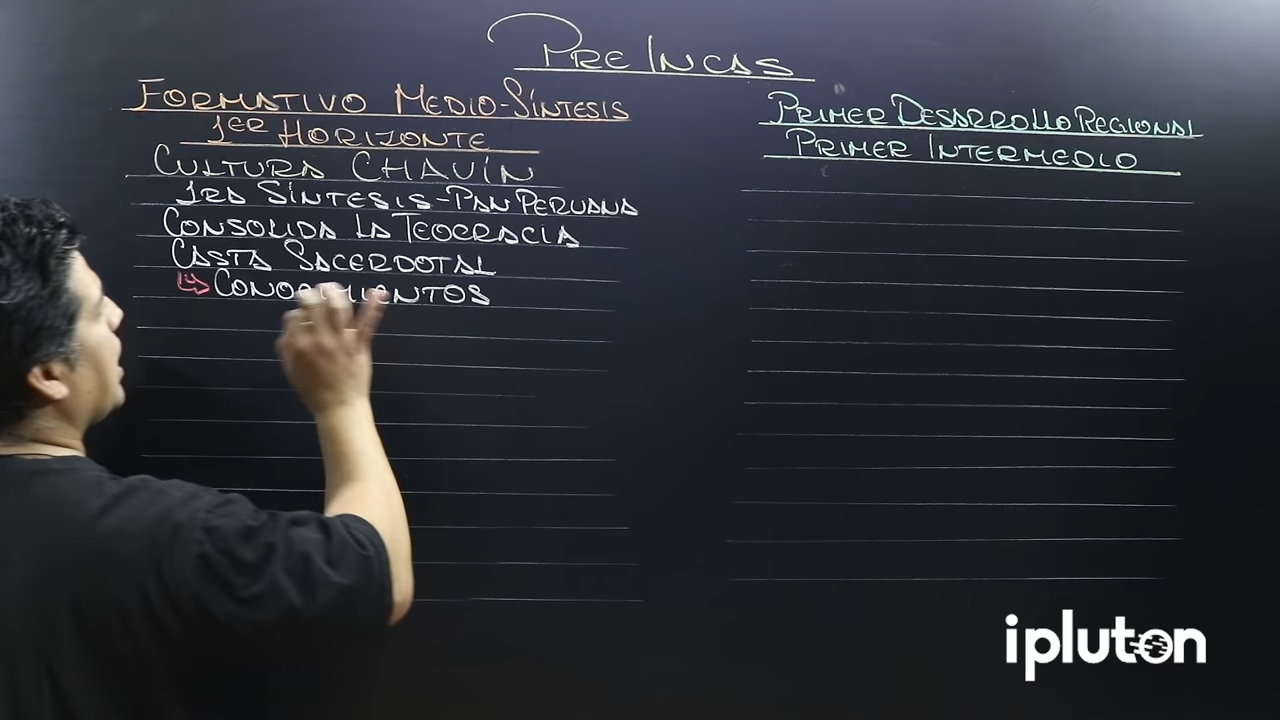 PRE INCAS
FORMATIVO MEDIO-SÍNTESIS
1ER HORIZONTE
CULTURA CHAVÍN
1RA SÍNTESIS-PAN PERUANA
CONSOLIDA LA TEOCRACIA
CASTA SACERDOTAL
↳ CONOCIMIENTOS
PRIMER DESARROLLO REGIONAL
PRIMER INTERMEDIO
ipluton